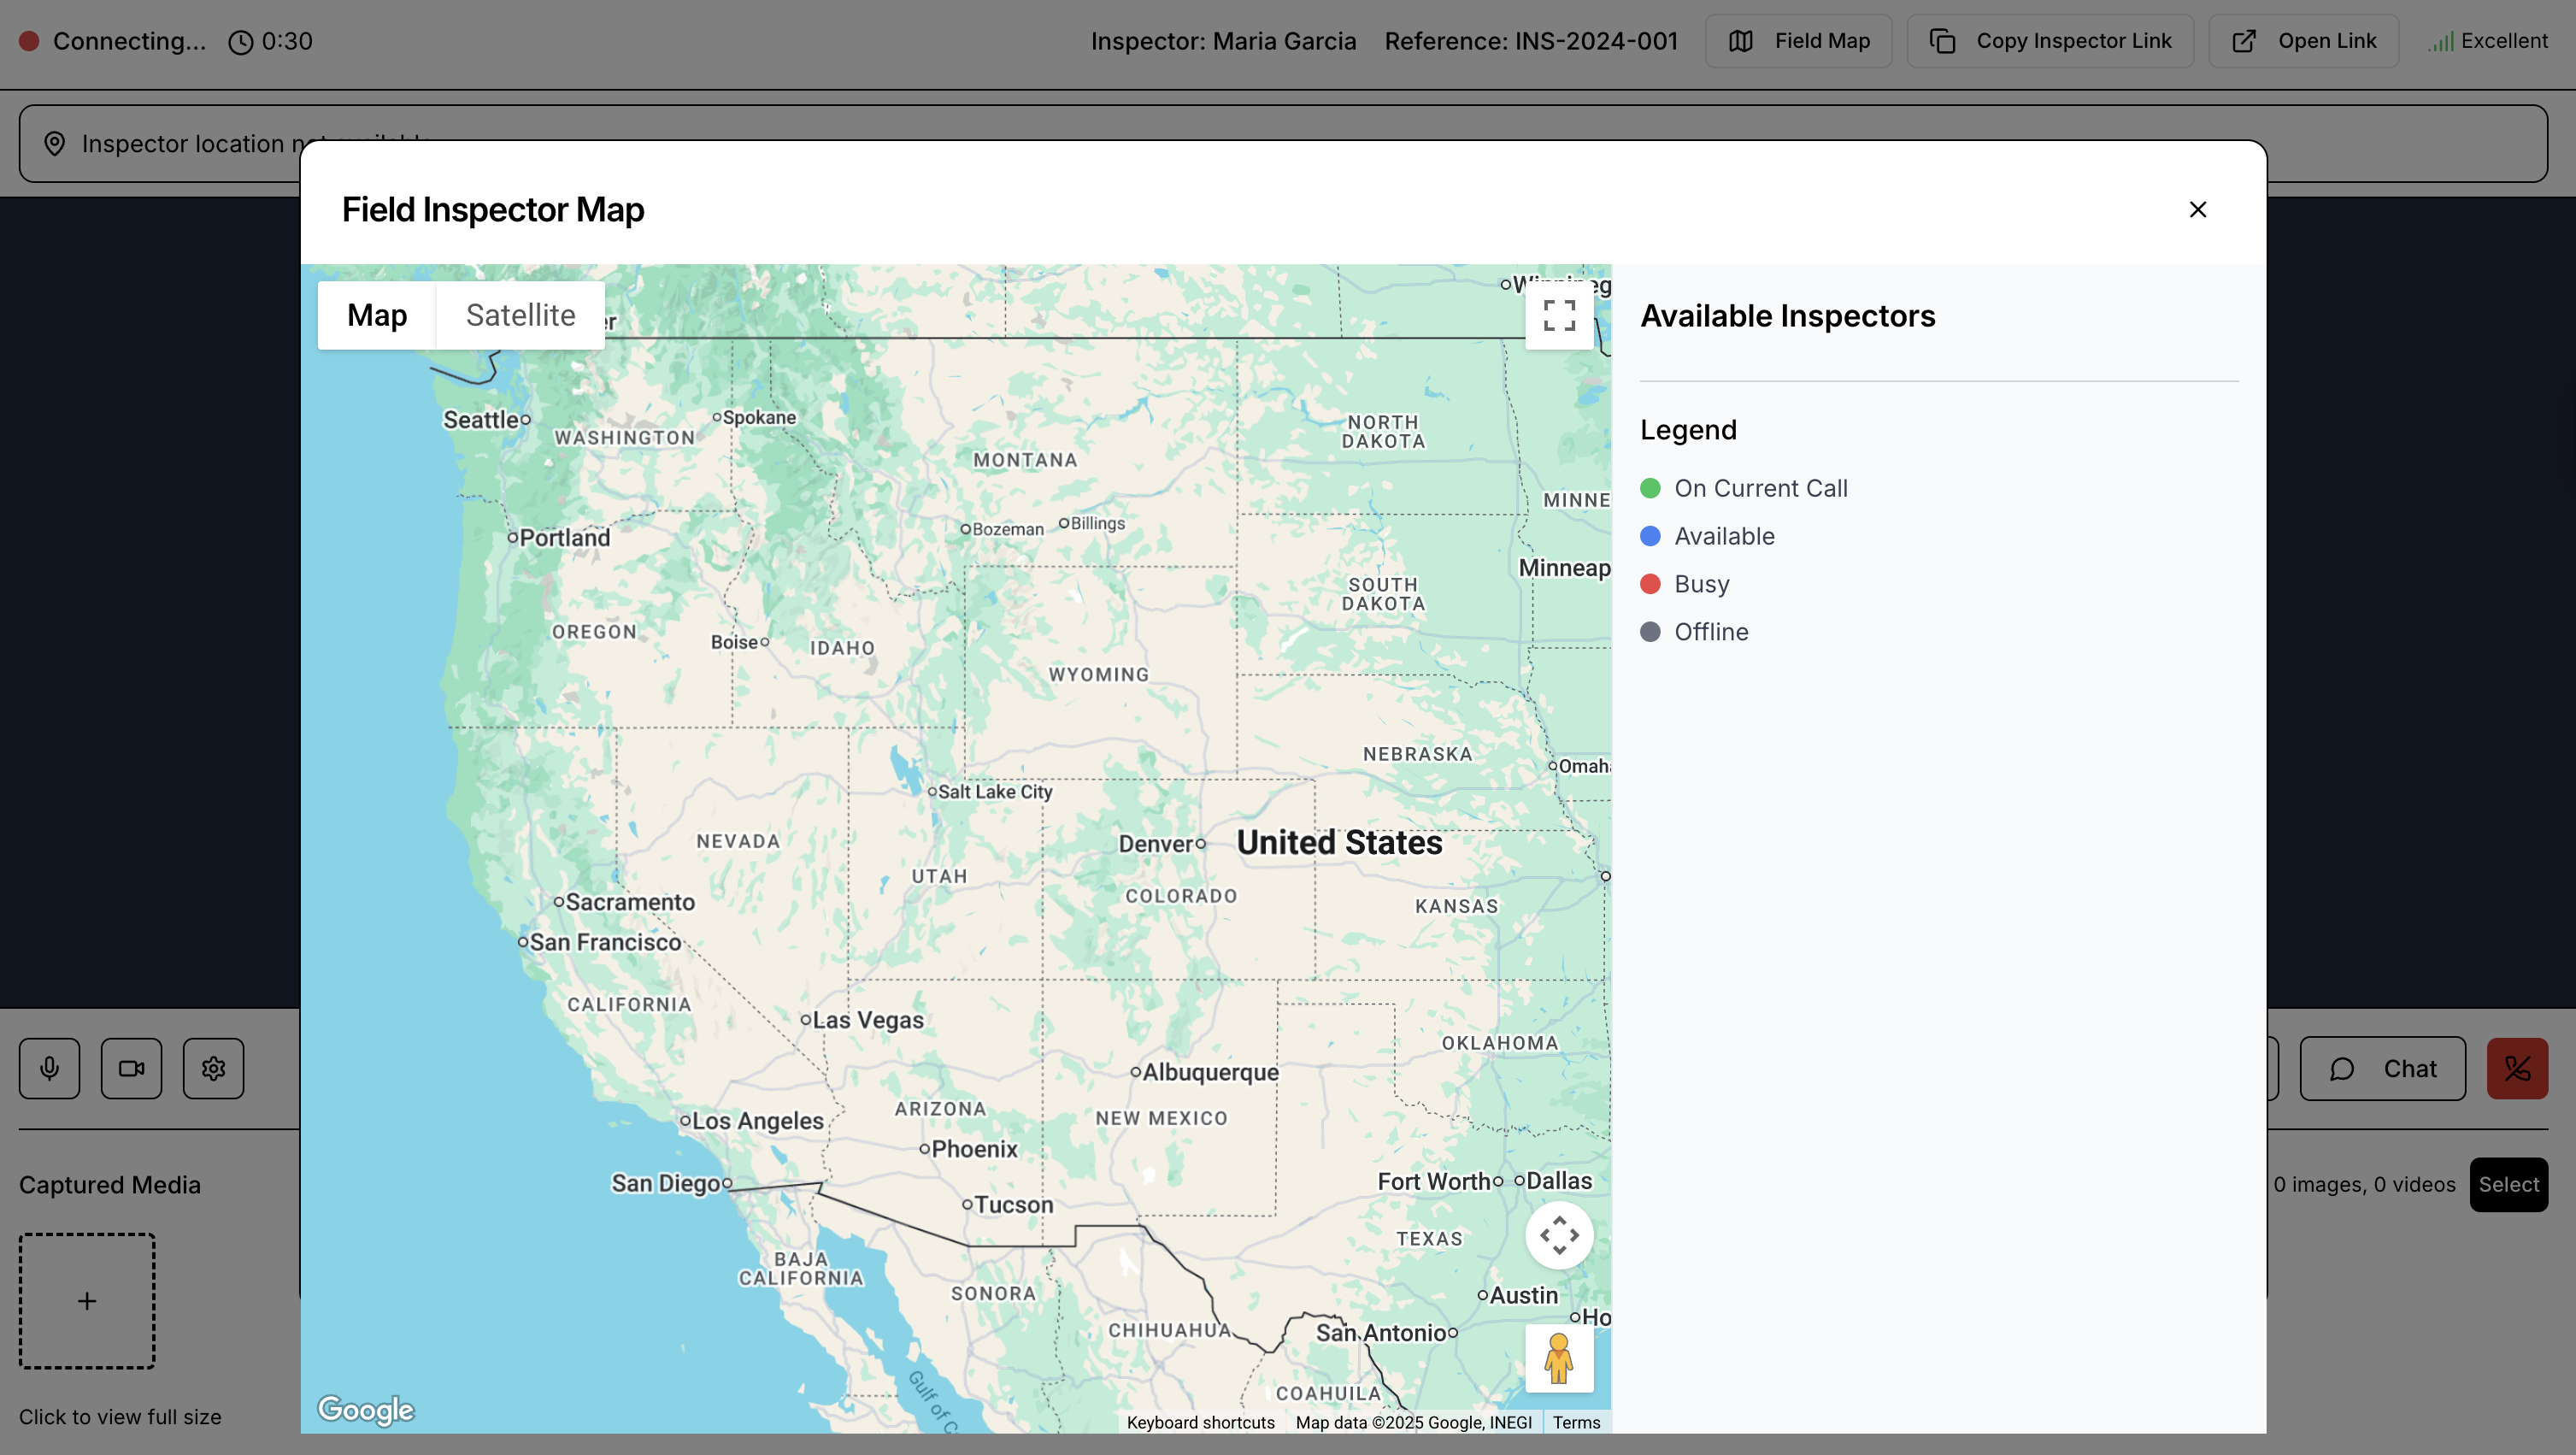 Connecting...
0:30
Inspector: Maria Garcia
Reference: INS-2024-001
Field Map
Copy Inspector Link
Open Link
Excellent
Inspector location
Field Inspector Map
Map
Satellite
Seattle
Spokane
WASHINGTON
MONTANA
NORTH
DAKOTA
MINNE
Bozeman
Billings
Portland
Minneap
SOUTH
DAKOTA
OREGON
Boise
IDAHO
WYOMING
NEBRASKA
Omaha
Salt Lake City
NEVADA
Denver
United States
UTAH
COLORADO
KANSAS
Sacramento
San Francisco
CALIFORNIA
Las Vegas
OKLAHOMA
Albuquerque
ARIZONA
NEW MEXICO
Los Angeles
Phoenix
San Diego
Fort Worth
Dallas
Tucson
TEXAS
BAJA
CALIFORNIA
SONORA
Austin
Ho
CHIHUAHUA
San Antonio
COAHUILA
Gulf of C
Google
Keyboard shortcuts
Map data ©2025 Google, INEGI
Terms
Available Inspectors
Legend
On Current Call
Available
Busy
Offline
Chat
Captured Media
0 images, 0 videos
Select
Click to view full size